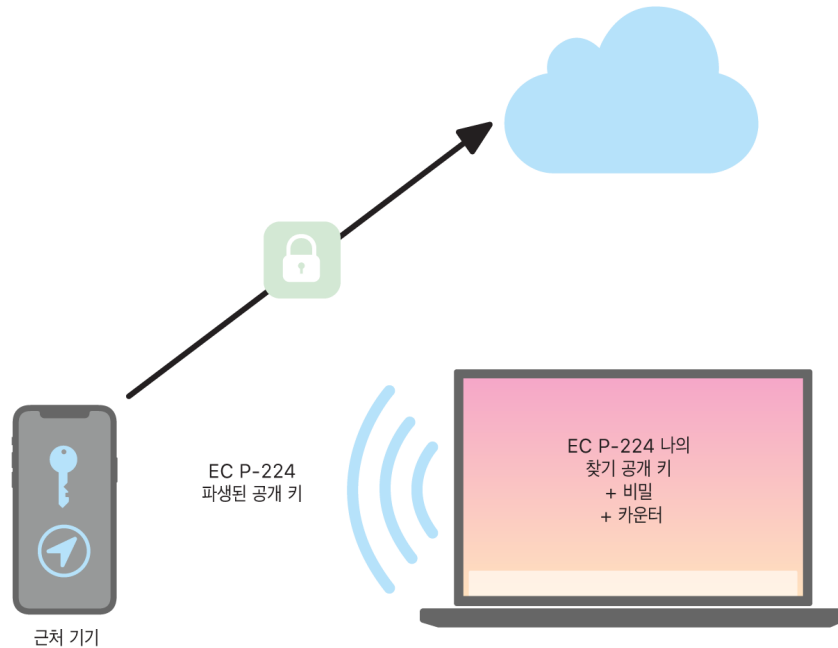 EC P-224
파생된 공개 키
EC P-224 나의
찾기 공개 키
+ 비밀
+ 카운터
근처 기기